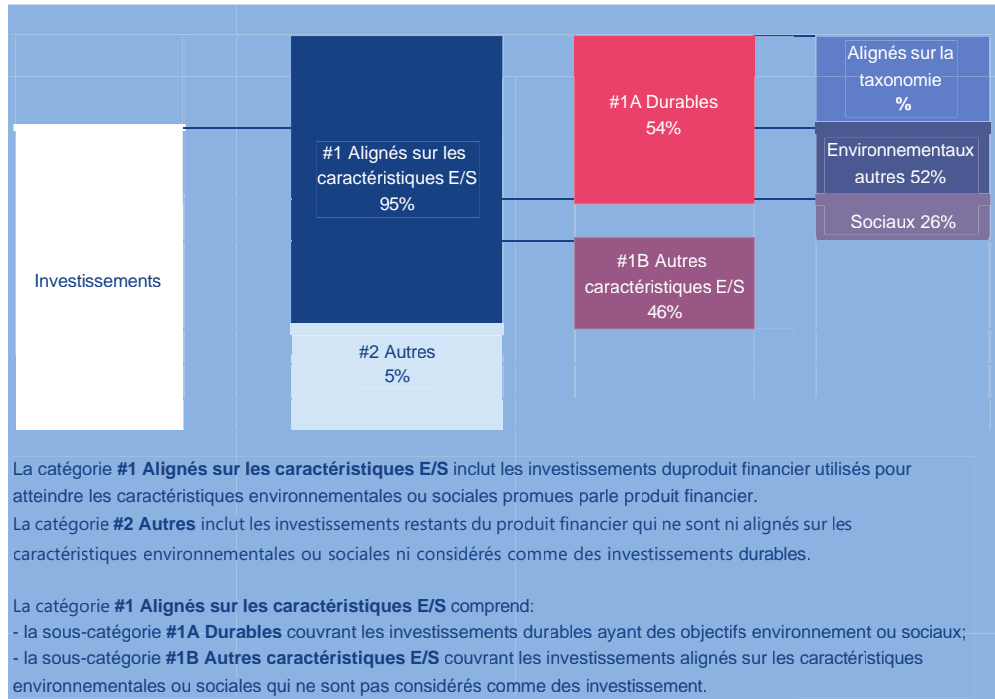 Investissements
#1 Alignés sur les
caractéristiques E/S
95%
#2 Autres
5%
#1A Durables
54%
#1B Autres
caractéristiques E/S
46%
Alignés sur la
taxonomie
%
Environnementaux
autres 52%
Sociaux 26%
La catégorie #1 Alignés sur les caractéristiques E/S inclut les investissements duproduit financier utilisés pour
atteindre les caractéristiques environnementales ou sociales promues parle produit financier.
La catégorie #2 Autres inclut les investissements restants du produit financier qui ne sont ni alignés sur les
caractéristiques environnementales ou sociales ni considérés comme des investissements durables.
La catégorie #1 Alignés sur les caractéristiques E/S comprend:
- la sous-catégorie #1A Durables couvrant les investissements durables ayant des objectifs environnement ou sociaux;
- la sous-catégorie #1B Autres caractéristiques E/S couvrant les investissements alignés sur les caractéristiques
environnementales ou sociales qui ne sont pas considérés comme des investissement.